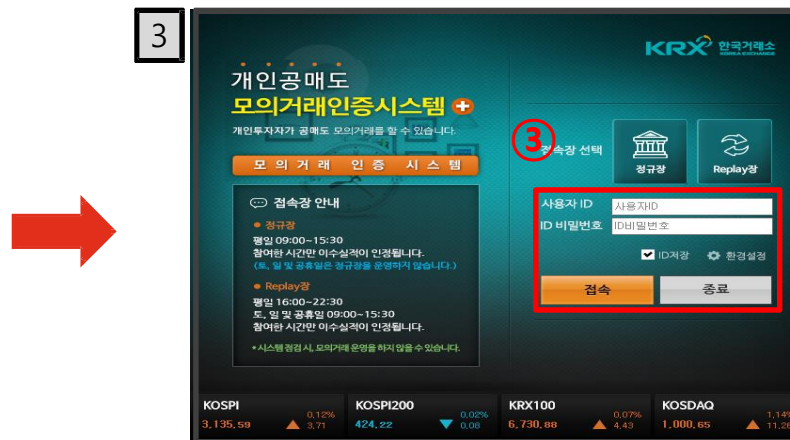 3
KRX 한국거래소
KOREA EXCHANGE
개인공매도
모의거래인증시스템
개인투자자가 공매도 모의거래를 할 수 있습니다.
모 의 거 래 인 증 시 스 템
접속장 안내
● 정규장
평일 09:00~15:30
참여한 시간만 이수실적이 인정됩니다.
(토, 일 및 공휴일은 정규장을 운영하지 않습니다.)
● Replay장
평일 16:00~22:30
토, 일 및 공휴일 09:00~15:30
참여한 시간만 이수실적이 인정됩니다.
•시스템 점검 시, 모의거래 운영을 하지 않을 수 있습니다.
③
접속장 선택
정규장
Replay장
사용자 ID
사용자ID
ID 비밀번호
ID비밀번호
ID저장
환경설정
접속
종료
KOSPI
3,135,59 ▲ 0,12% 3,71
KOSPI200
424,22 ▼ 0,02% 0,08
KRX100
6,730,88 ▲ 0,07% 4,43
KOSDAQ
1,000,65 ▲ 1,14% 11,28